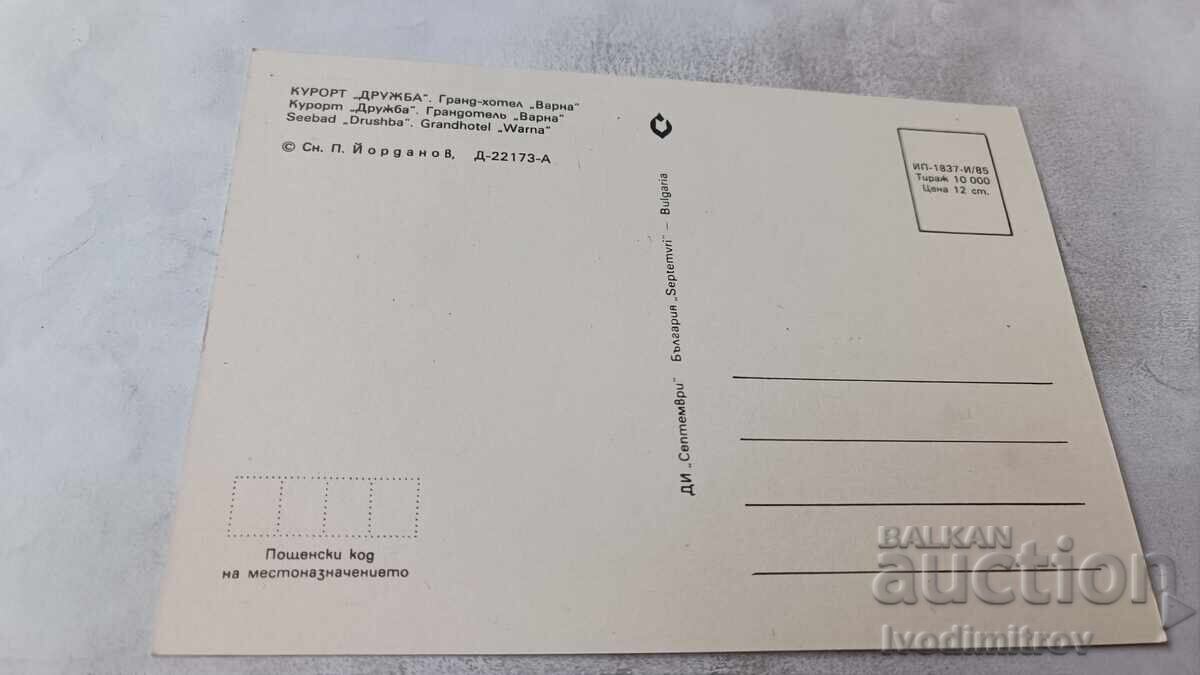 КУРОРТ „ДРУЖБА". Гранд-хотел „Варна"
Курорт „Дружба". Грандотель „Варна"
Seebad „Drushba". Grandhotel „Warna"
© Сн. П. Йорданов, Д-22173-А
ИП-1837-И/85
Тираж 10 000
Цена 12 ст.
ДИ „Септември" България „Septemvri" – Bulgaria
Пощенски код
на местоназначението
BALKAN
auction
Ivodimitrov